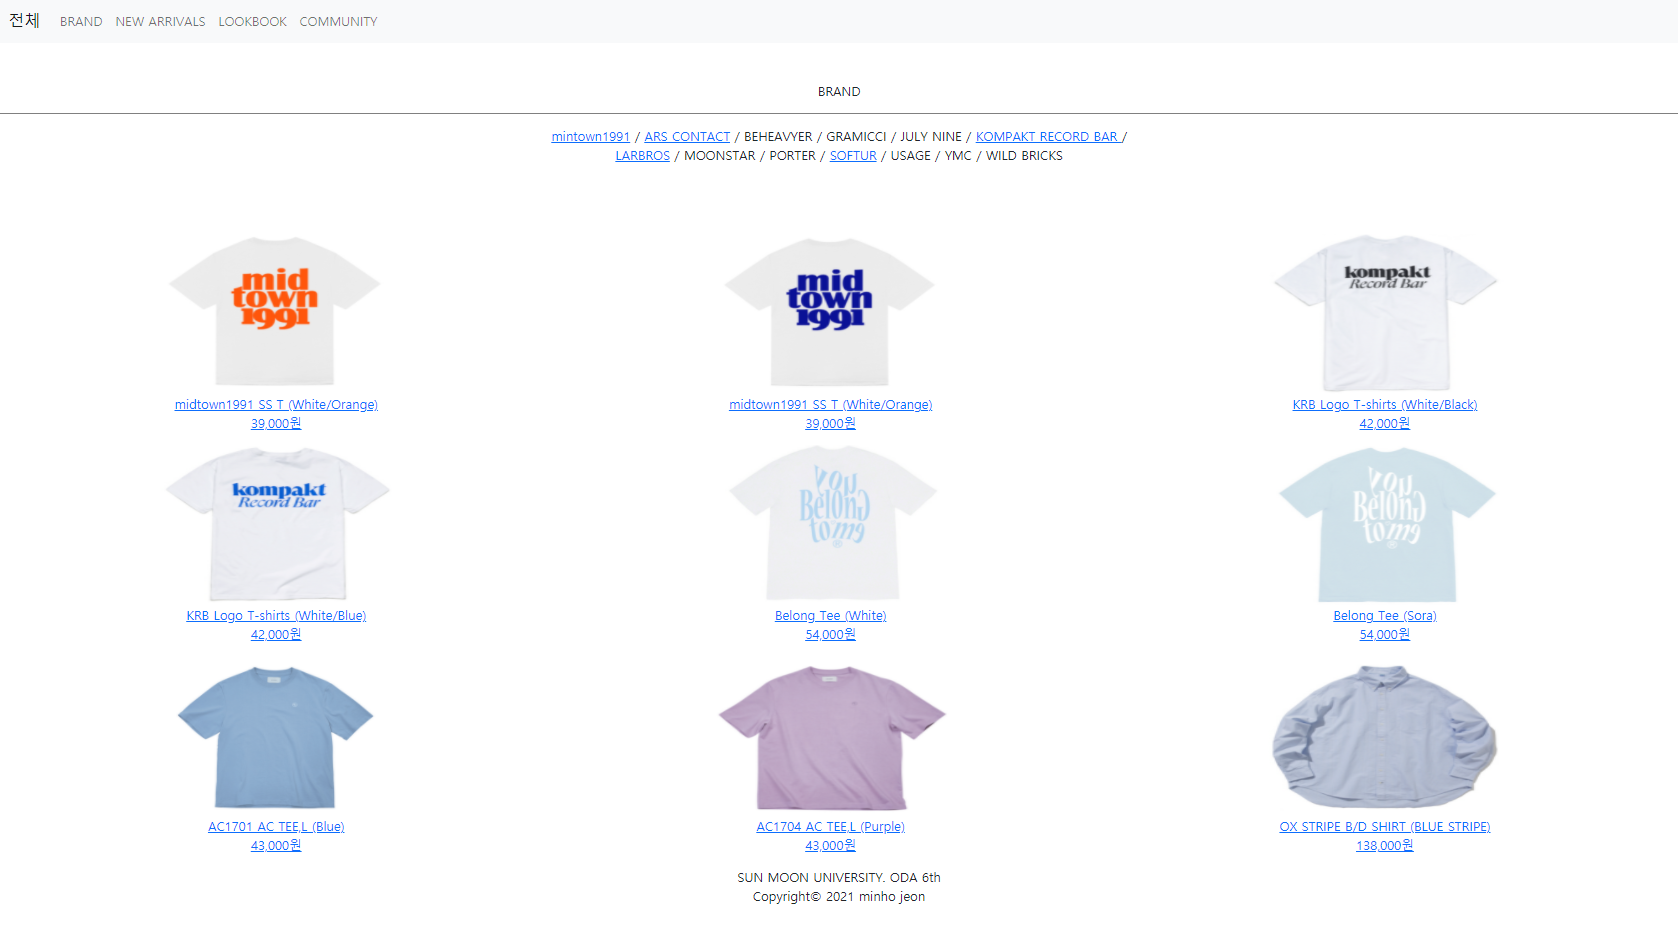 전체 BRAND NEW ARRIVALS LOOKBOOK COMMUNITY
BRAND
mintown1991 / ARS CONTACT / BEHEAVYER / GRAMICCI / JULY NINE / KOMPAKT RECORD BAR /
LARBROS / MOONSTAR / PORTER / SOFTUR / USAGE / YMC / WILD BRICKS
mid
town
1991
mid
town
1991
kompakt
Record Bar
midtown1991 SS T (White/Orange)
39,000원
midtown1991 SS T (White/Orange)
39,000원
KRB Logo T-shirts (White/Black)
42,000원
kompakt
Record Bar
You
Belong
to me
You
Belong
to me
KRB Logo T-shirts (White/Blue)
42,000원
Belong Tee (White)
54,000원
Belong Tee (Sora)
54,000원
AC1701 AC TEE,L (Blue)
43,000원
AC1704 AC TEE,L (Purple)
43,000원
OX STRIPE B/D SHIRT (BLUE STRIPE)
138,000원
SUN MOON UNIVERSITY. ODA 6th
Copyright© 2021 minho jeon